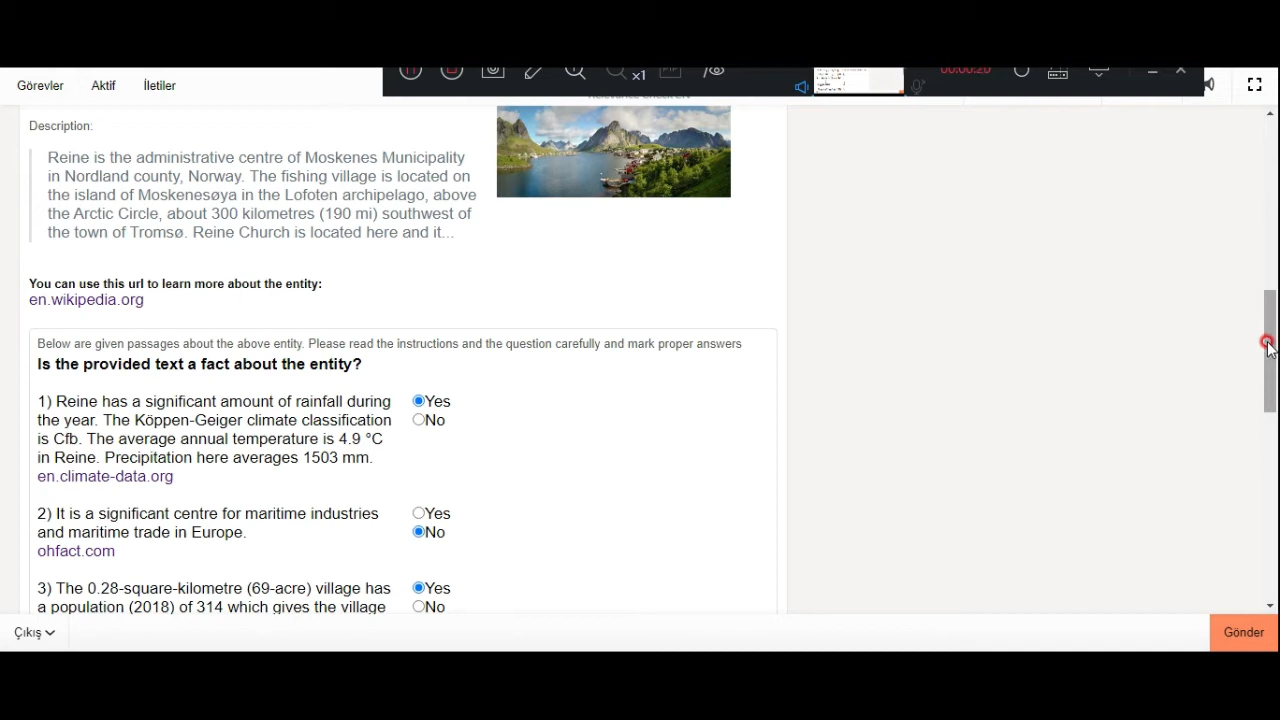 Görevler Aktif İletiler
x1
00:00:20
Description:
Reine is the administrative centre of Moskenes Municipality
in Nordland county, Norway. The fishing village is located on
the island of Moskenesøya in the Lofoten archipelago, above
the Arctic Circle, about 300 kilometres (190 mi) southwest of
the town of Tromsø. Reine Church is located here and it...
You can use this url to learn more about the entity:
en.wikipedia.org
Below are given passages about the above entity. Please read the instructions and the question carefully and mark proper answers
Is the provided text a fact about the entity?
1) Reine has a significant amount of rainfall during
the year. The Köppen-Geiger climate classification
is Cfb. The average annual temperature is 4.9 °C
in Reine. Precipitation here averages 1503 mm.
en.climate-data.org
Yes
No
2) It is a significant centre for maritime industries
and maritime trade in Europe.
ohfact.com
Yes
No
3) The 0.28-square-kilometre (69-acre) village has
a population (2018) of 314 which gives the village
Yes
No
Çıkış
Gönder